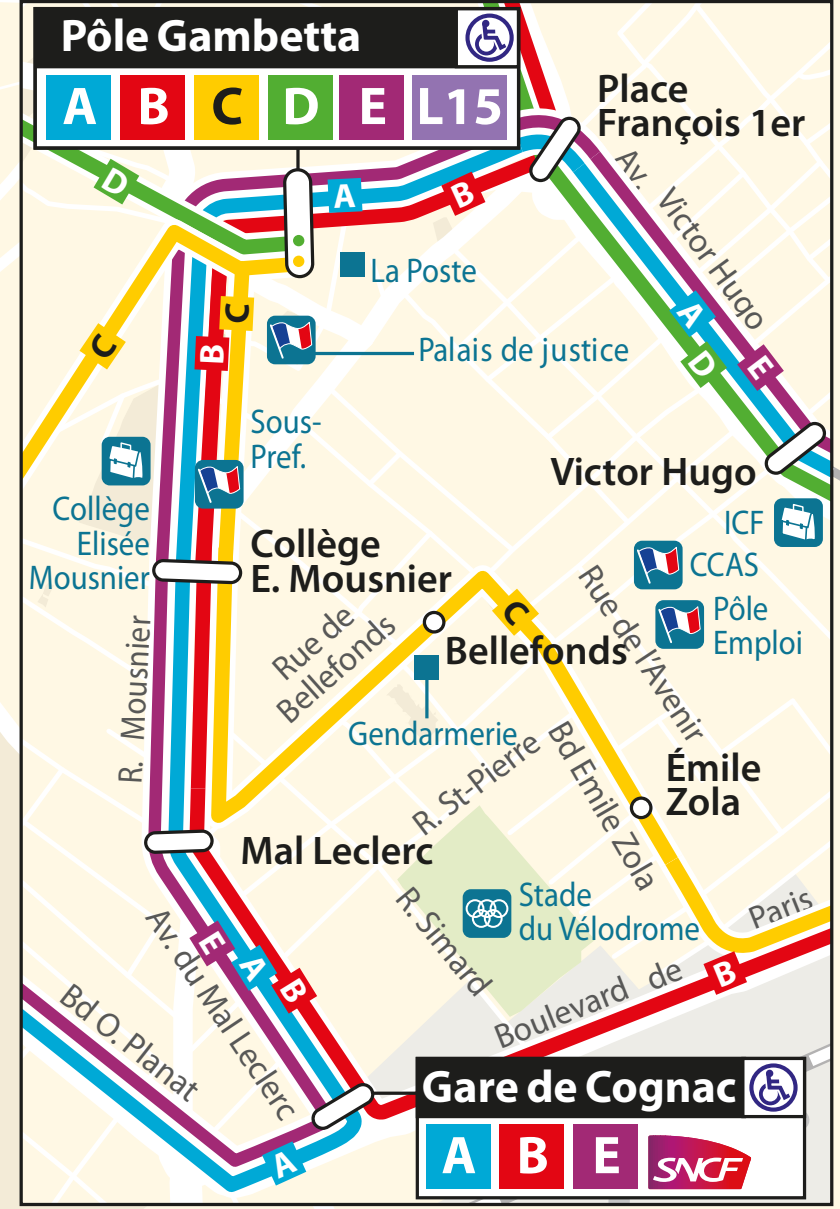 Pôle Gambetta
A B C D E L15
Place
François 1er
D
A
B
Av. Victor Hugo
La Poste
C
C
B
Palais de justice
A
D
E
Sous-
Pref.
Victor Hugo
Collège
Elisée
Mousnier
Collège
E. Mousnier
ICF
CCAS
Pôle
Emploi
Rue de
Bellefonds
C
Bellefonds
Rue de l'Avenir
R. Mousnier
Gendarmerie
R. St-Pierre
Bd Emile Zola
Émile
Zola
Mal Leclerc
R. Simard
Stade
du Vélodrome
Paris
Boulevard de
B
Av. du Mal Leclerc
E
A
B
Bd O. Planat
A
Gare de Cognac
A B E SNCF